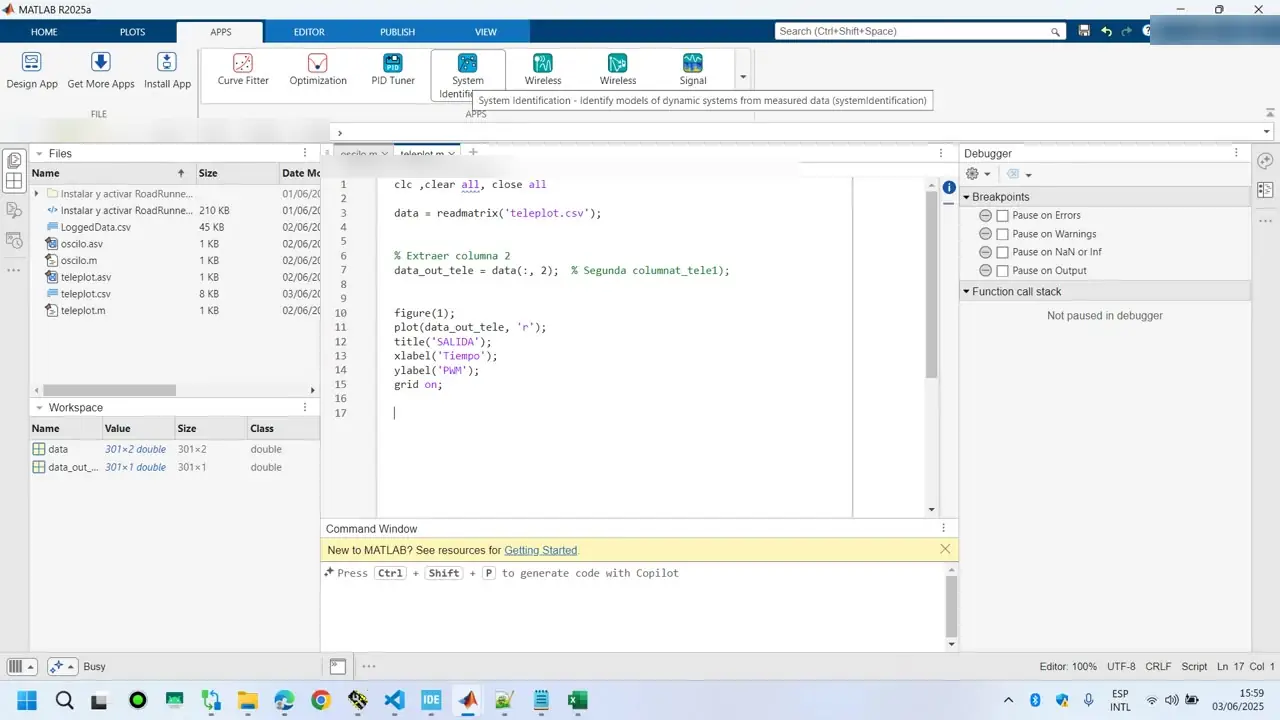 MATLAB R2025a
HOME PLOTS APPS EDITOR PUBLISH VIEW
Search (Ctrl+Shift+Space)
Design App Get More Apps Install App
FILE
Curve Fitter Optimization PID Tuner System Wireless Wireless Signal
Identifi
System Identification - Identify models of dynamic systems from measured data (systemIdentification)
APPS
Files
Name Size Date Mo
Instalar y activar RoadRunne... 01/06/20
Instalar y activar RoadRunne... 210 KB 01/06/20
LoggedData.csv 45 KB 02/06/20
oscilo.asv 1 KB 02/06/20
oscilo.m 1 KB 02/06/20
teleplot.asv 1 KB 02/06/20
teleplot.csv 8 KB 03/06/20
teleplot.m 1 KB 02/06/20
Workspace
Name Value Size Class
data 301×2 double 301×2 double
data_out_... 301×1 double 301×1 double
Busy
oscilo.m teleplot.m
1 clc ,clear all, close all
2
3 data = readmatrix('teleplot.csv');
4
5
6 % Extraer columna 2
7 data_out_tele = data(:, 2); % Segunda columnat_tele1);
8
9
10 figure(1);
11 plot(data_out_tele, 'r');
12 title('SALIDA');
13 xlabel('Tiempo');
14 ylabel('PWM');
15 grid on;
16
17
Command Window
New to MATLAB? See resources for Getting Started.
Press Ctrl + Shift + P to generate code with Copilot
Debugger
Breakpoints
Pause on Errors
Pause on Warnings
Pause on NaN or Inf
Pause on Output
Function call stack
Not paused in debugger
Editor: 100% UTF-8 CRLF Script Ln 17 Col 1
IDE
ESP
INTL
15:59
03/06/2025